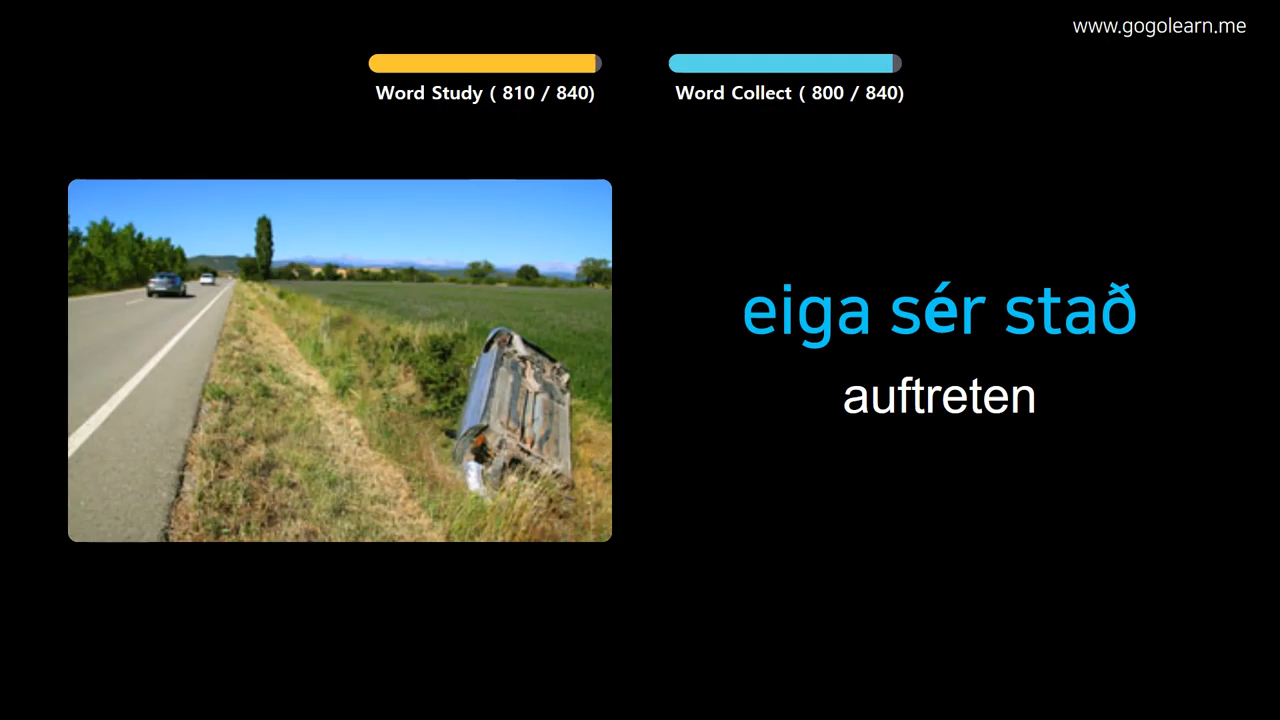 www.gogolearn.me
Word Study ( 810 / 840)
Word Collect ( 800 / 840)
eiga sér stað
auftreten